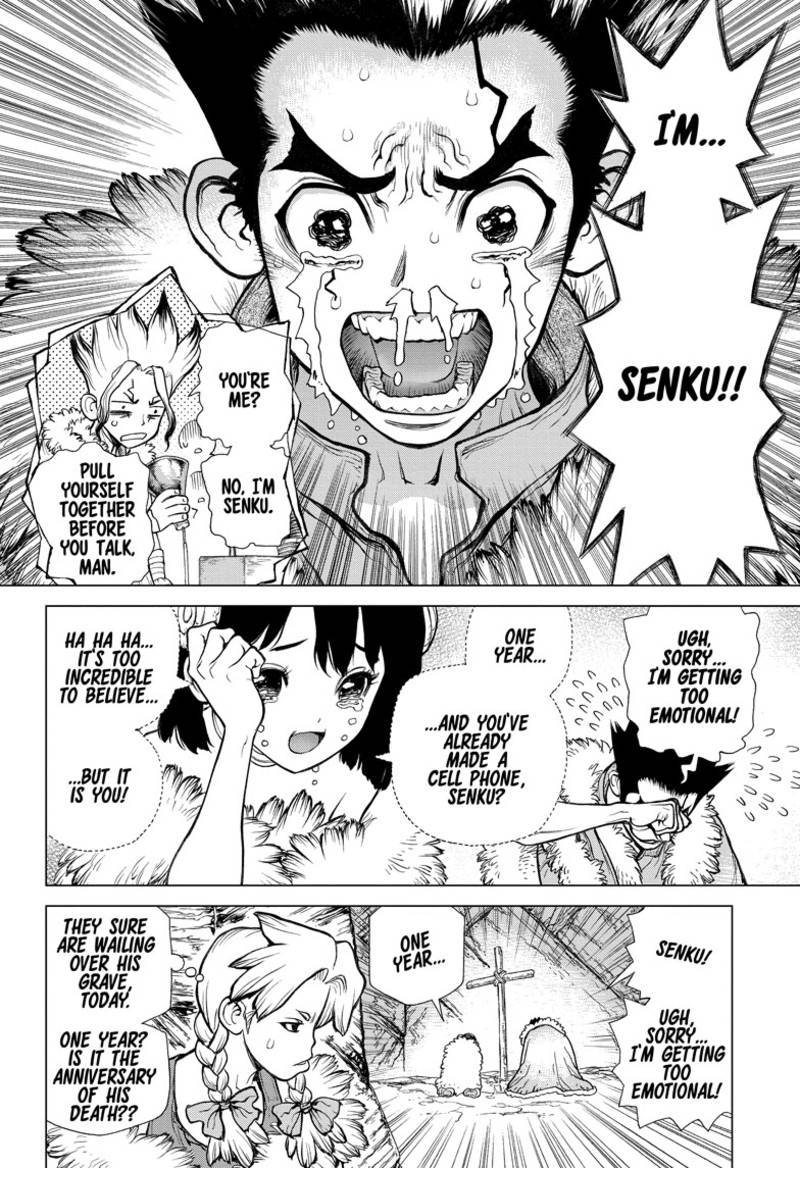 I'M...
SENKU!!
YOU'RE
ME?
NO, I'M
SENKU.
PULL
YOURSELF
TOGETHER
BEFORE
YOU TALK,
MAN.
UGH,
SORRY...
I'M GETTING
TOO
EMOTIONAL!
ONE
YEAR...
...AND YOU'VE
ALREADY
MADE A
CELL PHONE,
SENKU?
HA HA HA...
IT'S TOO
INCREDIBLE
TO BELIEVE...
...BUT IT
IS YOU!
SENKU!
UGH,
SORRY...
I'M GETTING
TOO
EMOTIONAL!
ONE
YEAR...
THEY SURE
ARE WAILING
OVER HIS
GRAVE,
TODAY.
ONE YEAR?
IS IT THE
ANNIVERSARY
OF HIS
DEATH??